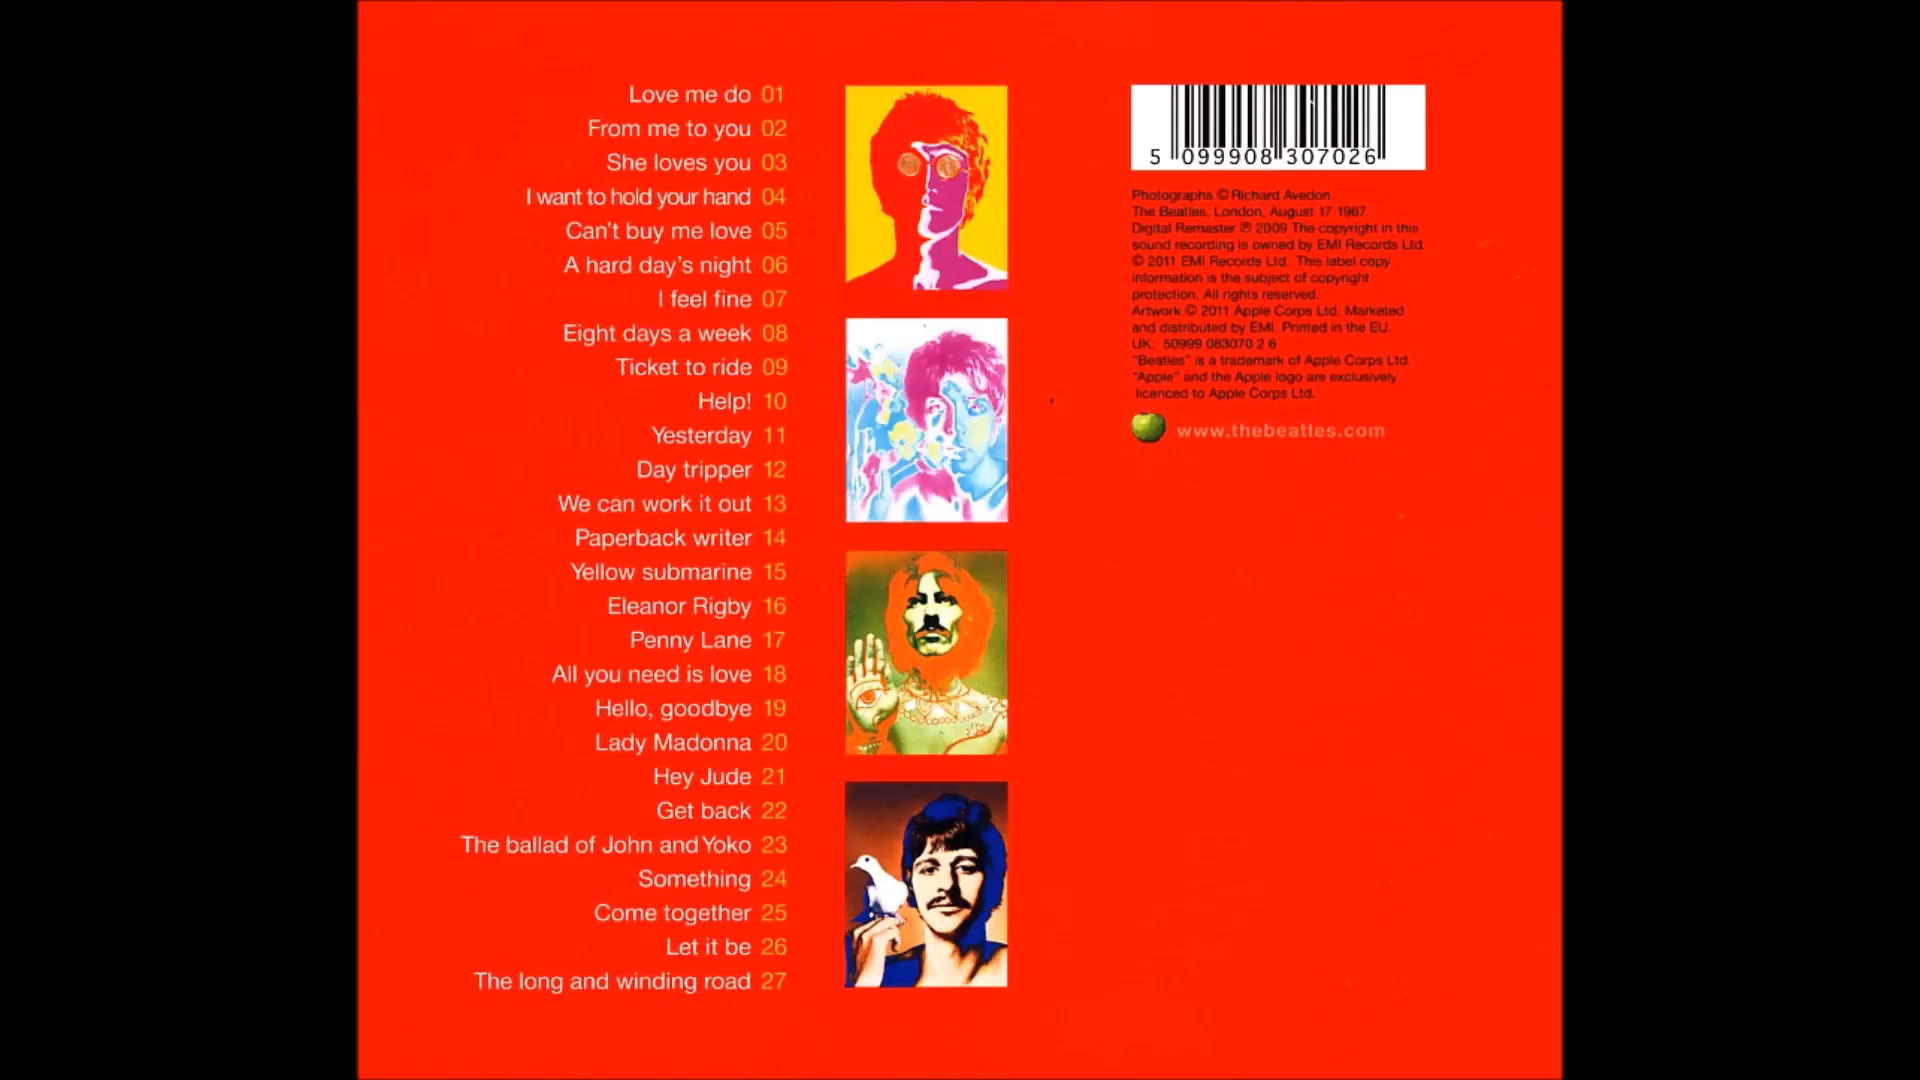 Love me do 01
From me to you 02
She loves you 03
I want to hold your hand 04
Can't buy me love 05
A hard day's night 06
I feel fine 07
Eight days a week 08
Ticket to ride 09
Help! 10
Yesterday 11
Day tripper 12
We can work it out 13
Paperback writer 14
Yellow submarine 15
Eleanor Rigby 16
Penny Lane 17
All you need is love 18
Hello, goodbye 19
Lady Madonna 20
Hey Jude 21
Get back 22
The ballad of John and Yoko 23
Something 24
Come together 25
Let it be 26
The long and winding road 27
5 099908 307026
Photographs © Richard Avedon.
The Beatles, London, August 17 1967
Digital Remaster ℗ 2009 The copyright in this
sound recording is owned by EMI Records Ltd.
© 2011 EMI Records Ltd. This label copy
information is the subject of copyright
protection. All rights reserved.
Artwork © 2011 Apple Corps Ltd. Marketed
and distributed by EMI. Printed in the EU.
UK: 50999 083070 2 6
"Beatles" is a trademark of Apple Corps Ltd.
"Apple" and the Apple logo are exclusively
licenced to Apple Corps Ltd.
www.thebeatles.com